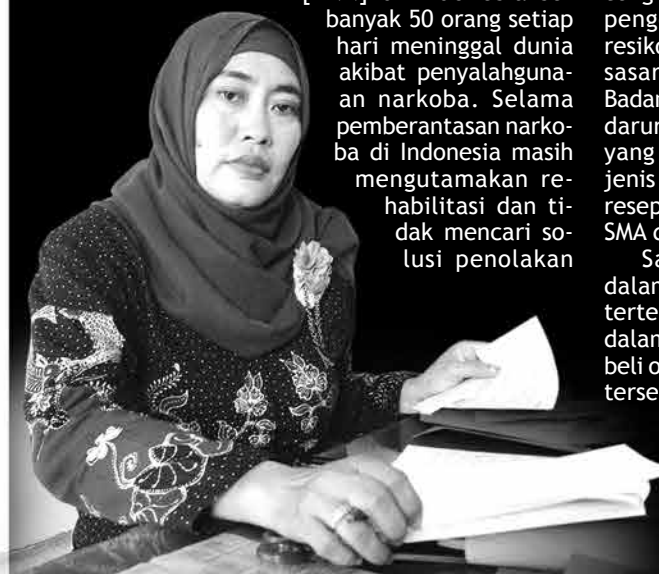 banyak 50 orang setiap
hari meninggal dunia
akibat penyalahguna-
an narkoba. Selama
pemberantasan narko-
ba di Indonesia masih
mengutamakan re-
habilitasi dan ti-
dak mencari so-
lusi penolakan
peng
resiko
sasar
Badar
darur
yang
jenis
resep
SMA
Sa
dalam
terte
dalam
beli o
terse